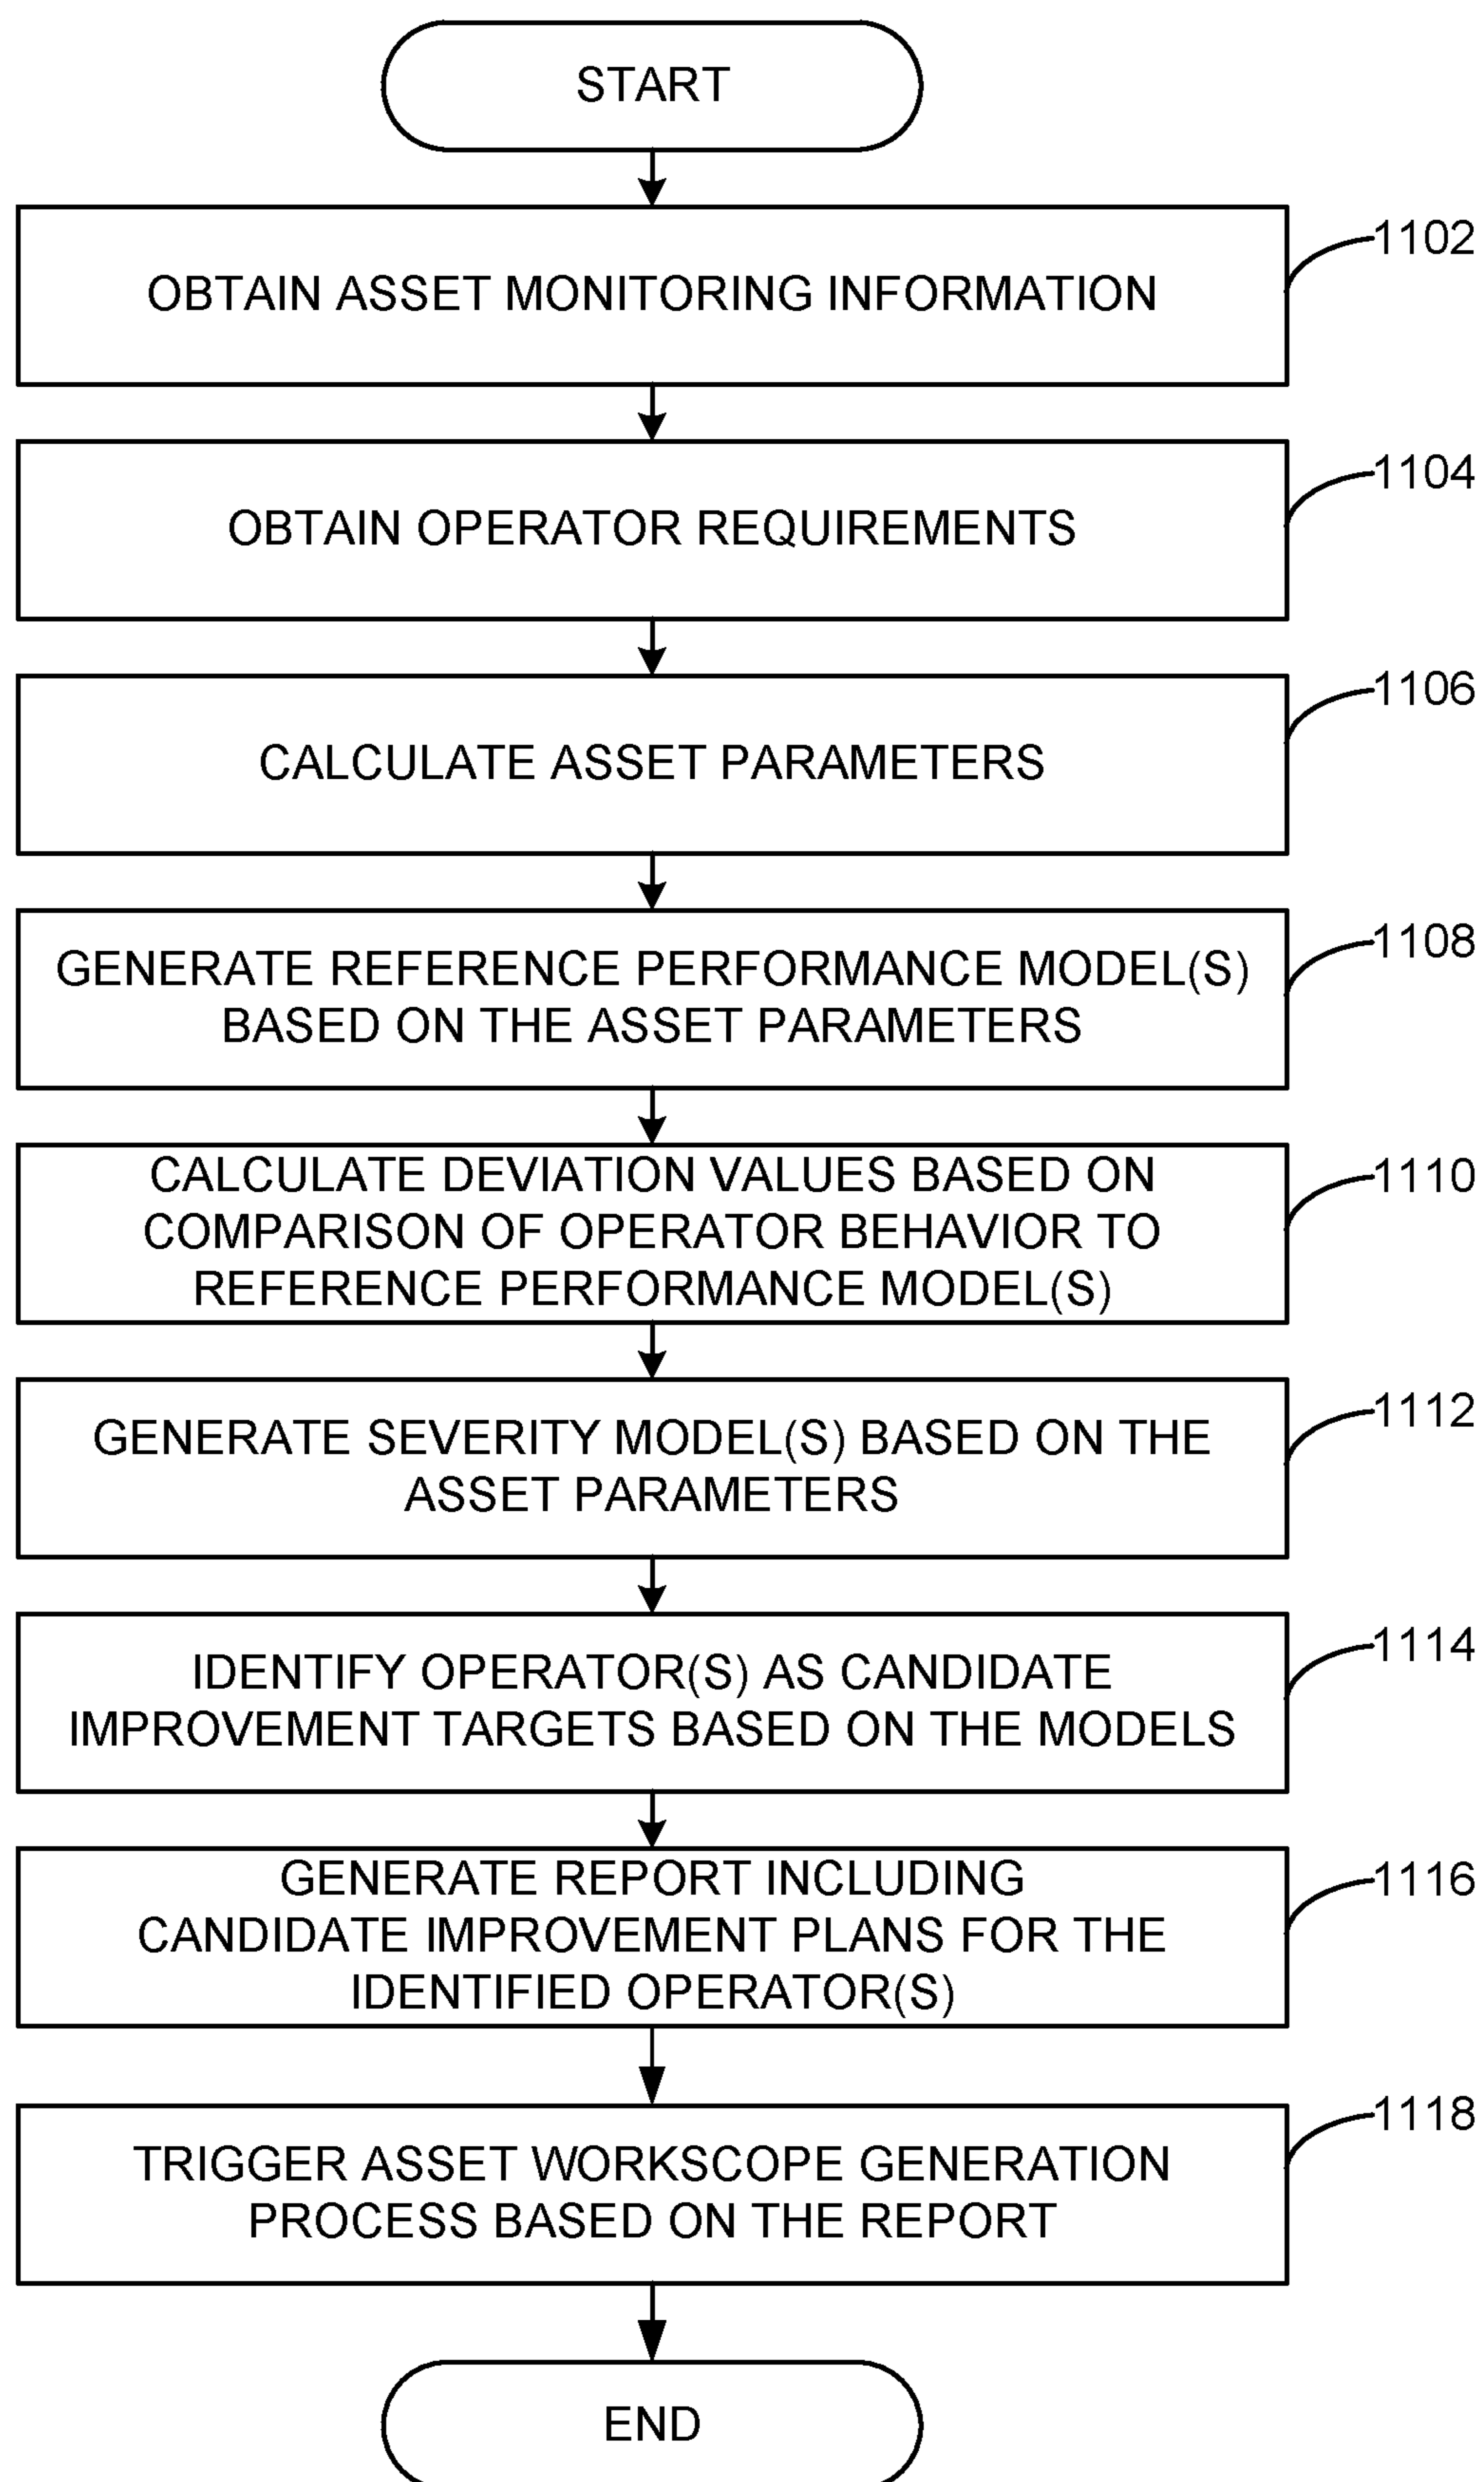 START
OBTAIN ASSET MONITORING INFORMATION
1102
OBTAIN OPERATOR REQUIREMENTS
1104
CALCULATE ASSET PARAMETERS
1106
GENERATE REFERENCE PERFORMANCE MODEL(S)
BASED ON THE ASSET PARAMETERS
1108
CALCULATE DEVIATION VALUES BASED ON
COMPARISON OF OPERATOR BEHAVIOR TO
REFERENCE PERFORMANCE MODEL(S)
1110
GENERATE SEVERITY MODEL(S) BASED ON THE
ASSET PARAMETERS
1112
IDENTIFY OPERATOR(S) AS CANDIDATE
IMPROVEMENT TARGETS BASED ON THE MODELS
1114
GENERATE REPORT INCLUDING
CANDIDATE IMPROVEMENT PLANS FOR THE
IDENTIFIED OPERATOR(S)
1116
TRIGGER ASSET WORKSCOPE GENERATION
PROCESS BASED ON THE REPORT
1118
END